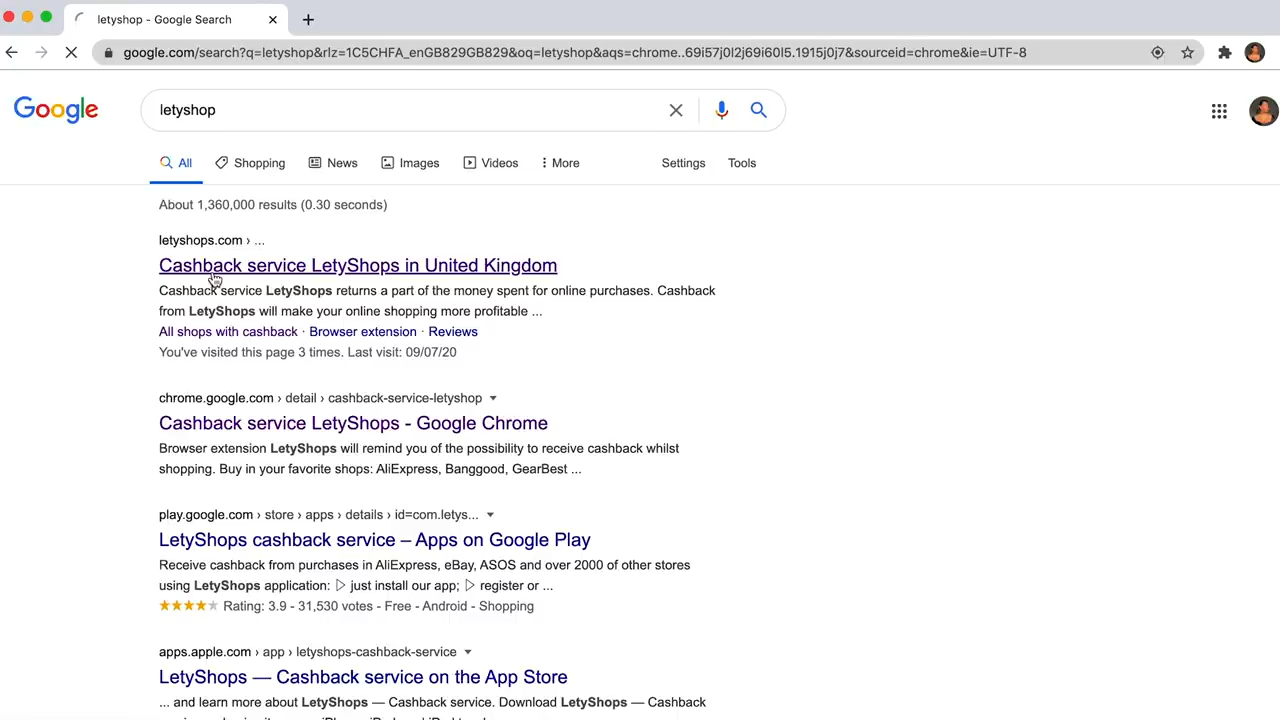 letyshop - Google Search
google.com/search?q=letyshop&rlz=1C5CHFA_enGB829GB829&oq=letyshop&aqs=chrome..69i57j0l2j69i60l5.1915j0j7&sourceid=chrome&ie=UTF-8
Google
letyshop
All Shopping News Images Videos More Settings Tools
About 1,360,000 results (0.30 seconds)
letyshops.com › ...
Cashback service LetyShops in United Kingdom
Cashback service LetyShops returns a part of the money spent for online purchases. Cashback
from LetyShops will make your online shopping more profitable ...
All shops with cashback · Browser extension · Reviews
You've visited this page 3 times. Last visit: 09/07/20
chrome.google.com › detail › cashback-service-letyshop
Cashback service LetyShops - Google Chrome
Browser extension LetyShops will remind you of the possibility to receive cashback whilst
shopping. Buy in your favorite shops: AliExpress, Banggood, GearBest ...
play.google.com › store › apps › details › id=com.letys...
LetyShops cashback service – Apps on Google Play
Receive cashback from purchases in AliExpress, eBay, ASOS and over 2000 of other stores
using LetyShops application: ▷ just install our app; ▷ register or ...
Rating: 3.9 - 31,530 votes - Free - Android - Shopping
apps.apple.com › app › letyshops-cashback-service
LetyShops — Cashback service on the App Store
... and learn more about LetyShops — Cashback service. Download LetyShops — Cashback